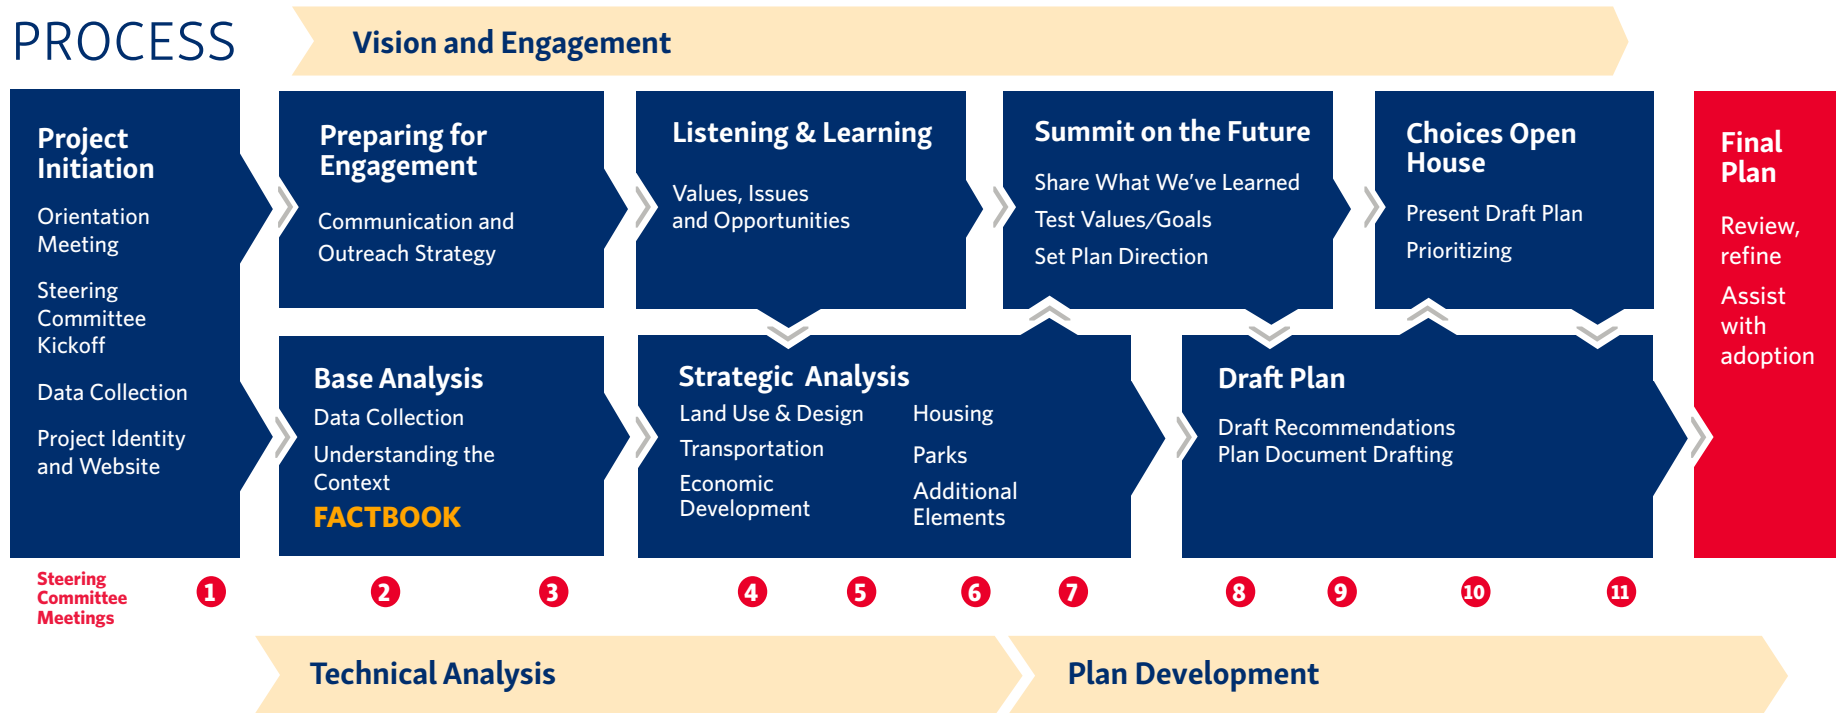 PROCESS
Vision and Engagement
Project
Initiation
Orientation
Meeting
Steering
Committee
Kickoff
Data Collection
Project Identity
and Website
Preparing for
Engagement
Communication and
Outreach Strategy
Base Analysis
Data Collection
Understanding the
Context
FACTBOOK
Listening & Learning
Values, Issues
and Opportunities
Strategic Analysis
Land Use & Design
Transportation
Economic
Development
Housing
Parks
Additional
Elements
Summit on the Future
Share What We’ve Learned
Test Values/Goals
Set Plan Direction
Choices Open
House
Present Draft Plan
Prioritizing
Draft Plan
Draft Recommendations
Plan Document Drafting
Final
Plan
Review,
refine
Assist
with
adoption
Steering
Committee
Meetings
1 2 3 4 5 6 7 8 9 10 11
Technical Analysis
Plan Development